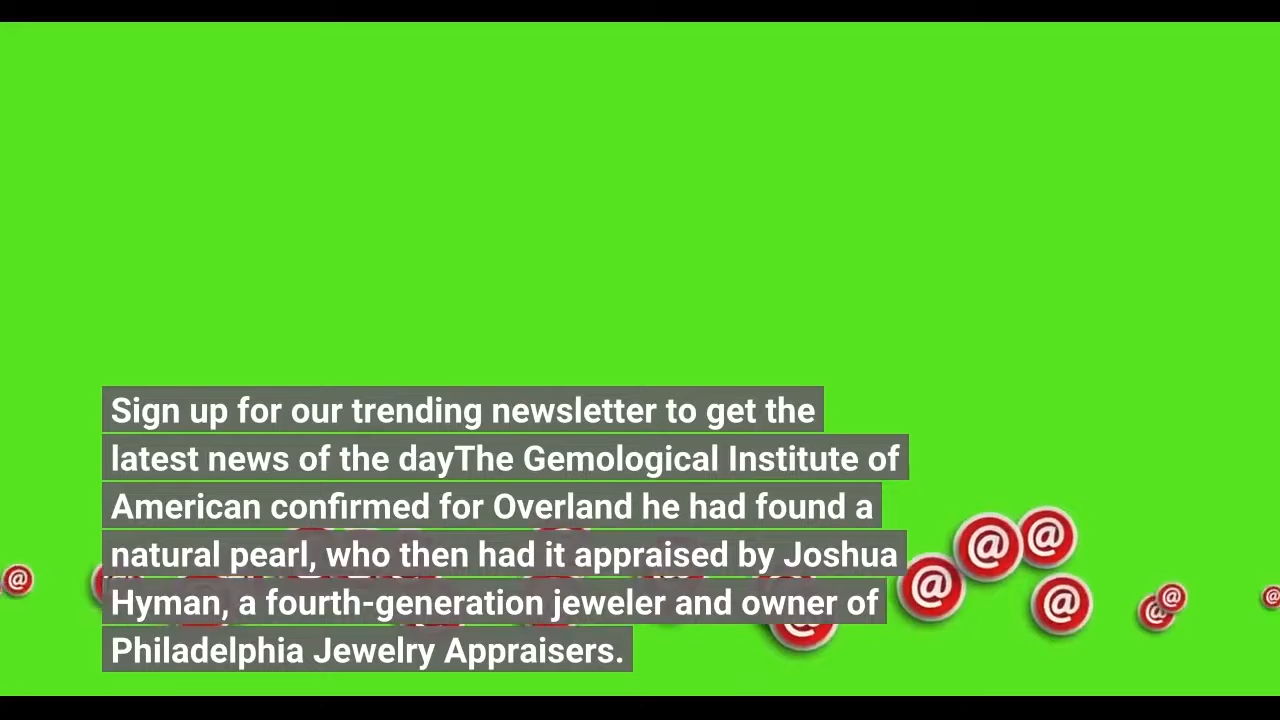 Sign up for our trending newsletter to get the
latest news of the dayThe Gemological Institute of
American confirmed for Overland he had found a
natural pearl, who then had it appraised by Joshua
Hyman, a fourth-generation jeweler and owner of
Philadelphia Jewelry Appraisers.
@ @ @ @ @ @ @ @ @